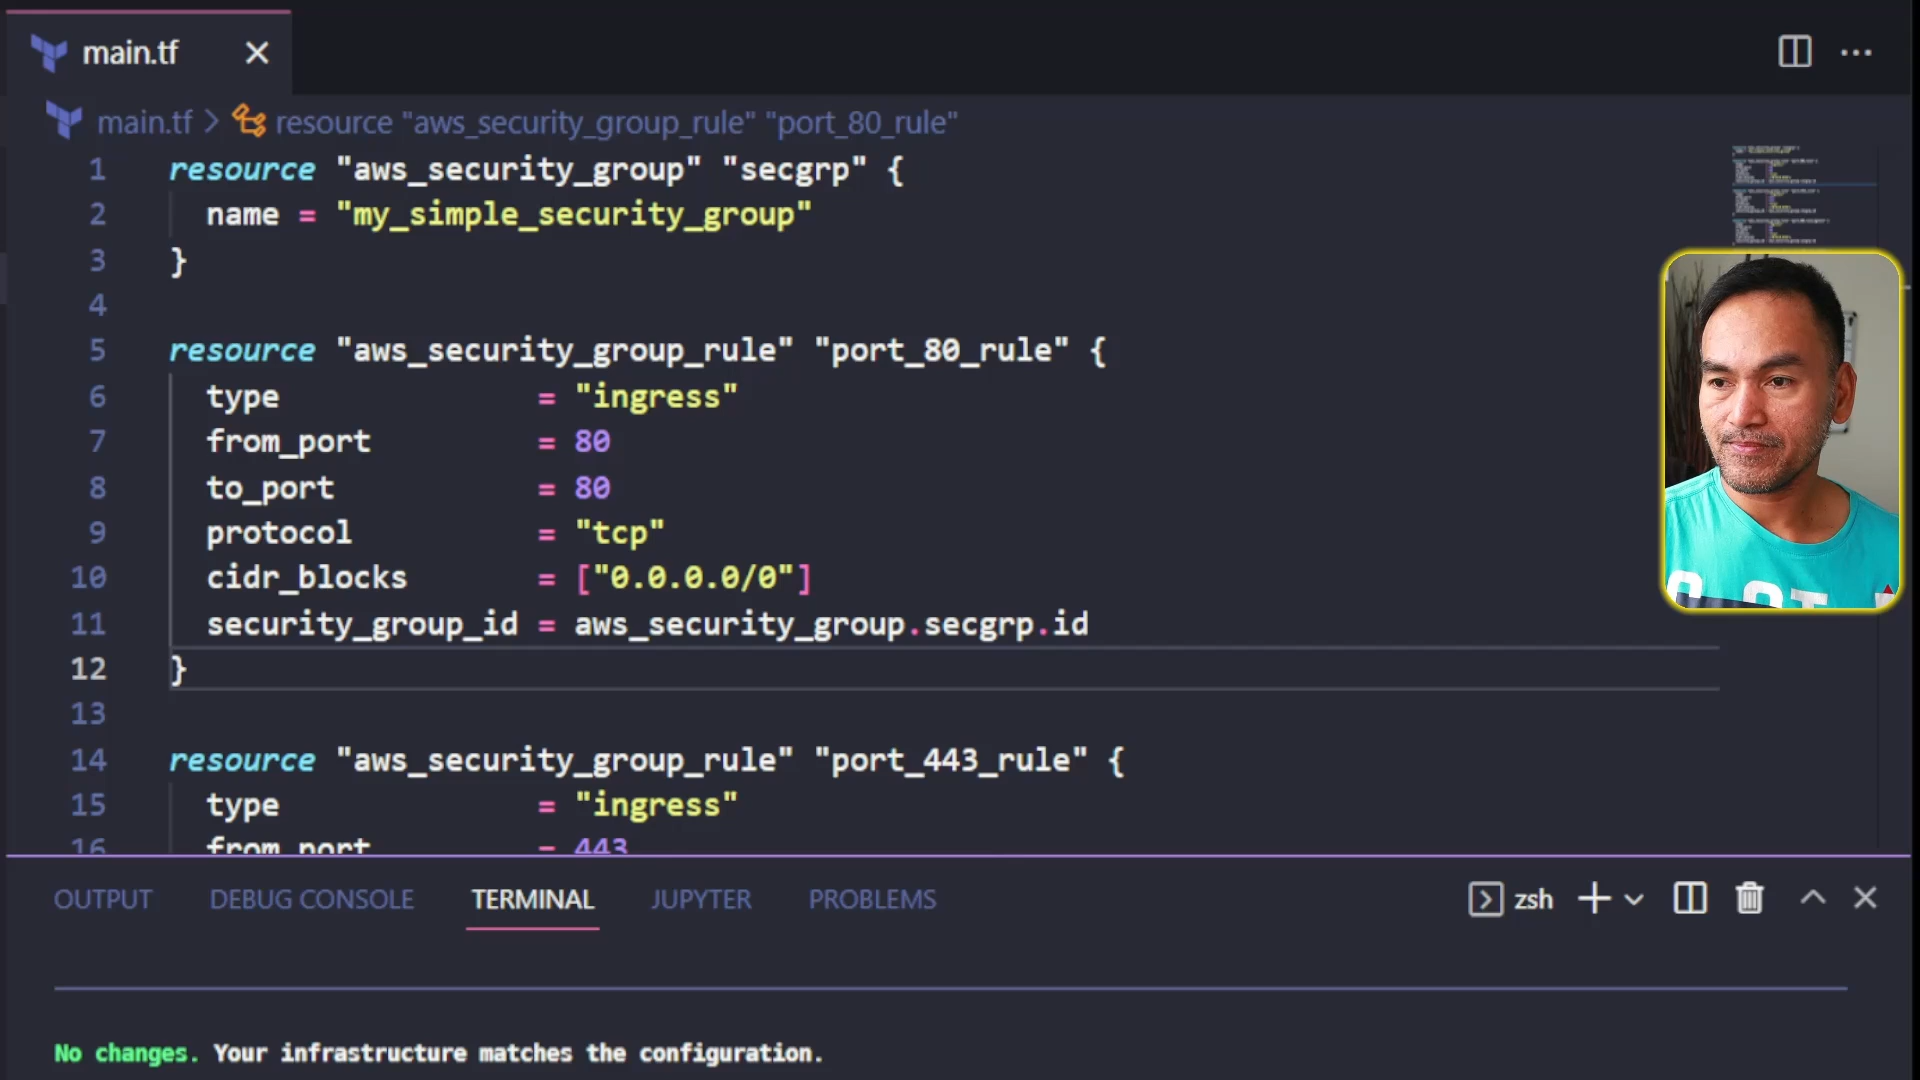 main.tf
main.tf > resource "aws_security_group_rule" "port_80_rule"
1 resource "aws_security_group" "secgrp" {
2 name = "my_simple_security_group"
3 }
4
5 resource "aws_security_group_rule" "port_80_rule" {
6 type = "ingress"
7 from_port = 80
8 to_port = 80
9 protocol = "tcp"
10 cidr_blocks = ["0.0.0.0/0"]
11 security_group_id = aws_security_group.secgrp.id
12 }
13
14 resource "aws_security_group_rule" "port_443_rule" {
15 type = "ingress"
16 from_port = 443
OUTPUT DEBUG CONSOLE TERMINAL JUPYTER PROBLEMS zsh
No changes. Your infrastructure matches the configuration.